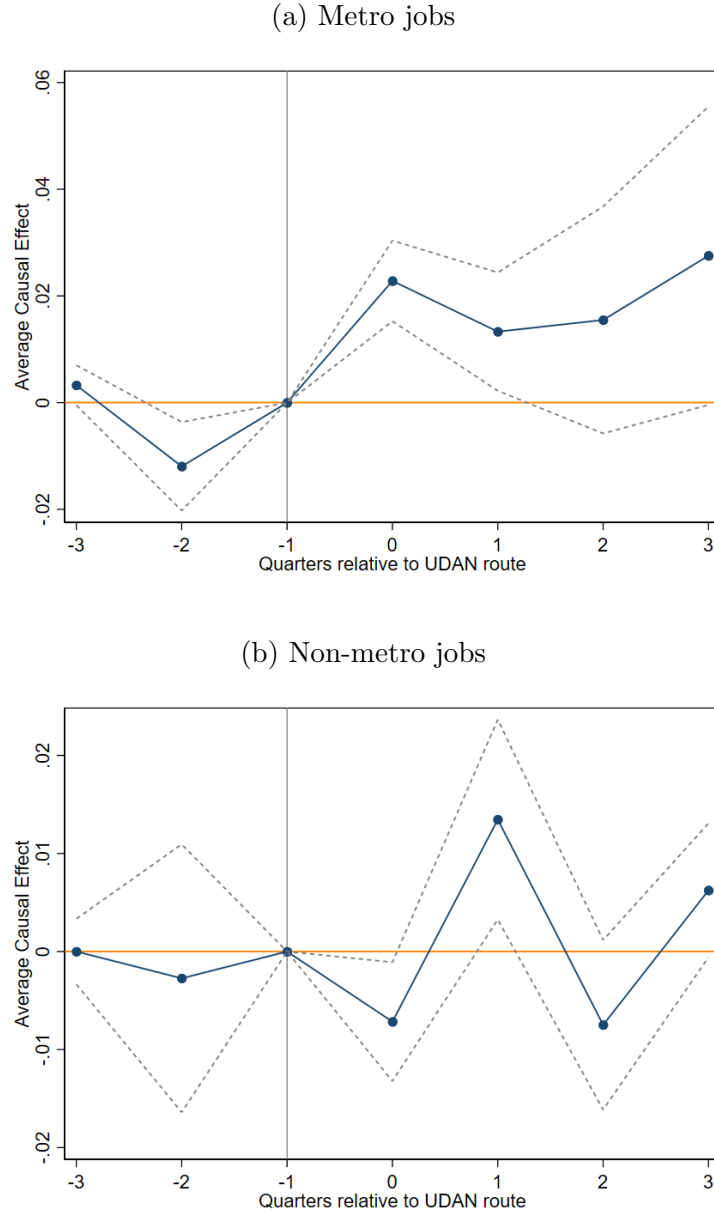 (a) Metro jobs
.06
.04
.02
0
-.02
Average Causal Effect
-3 -2 -1 0 1 2 3
Quarters relative to UDAN route
(b) Non-metro jobs
.02
.01
0
-.01
-.02
Average Causal Effect
-3 -2 -1 0 1 2 3
Quarters relative to UDAN route